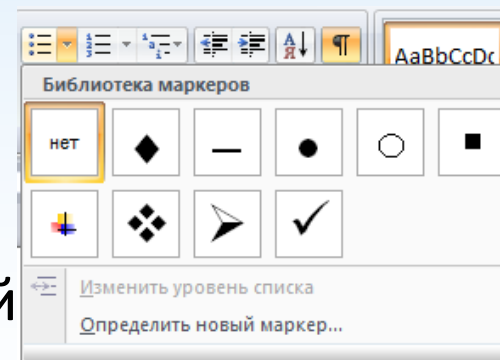 AaBbCcDc
Библиотека маркеров
нет
Изменить уровень списка
й
Определить новый маркер...